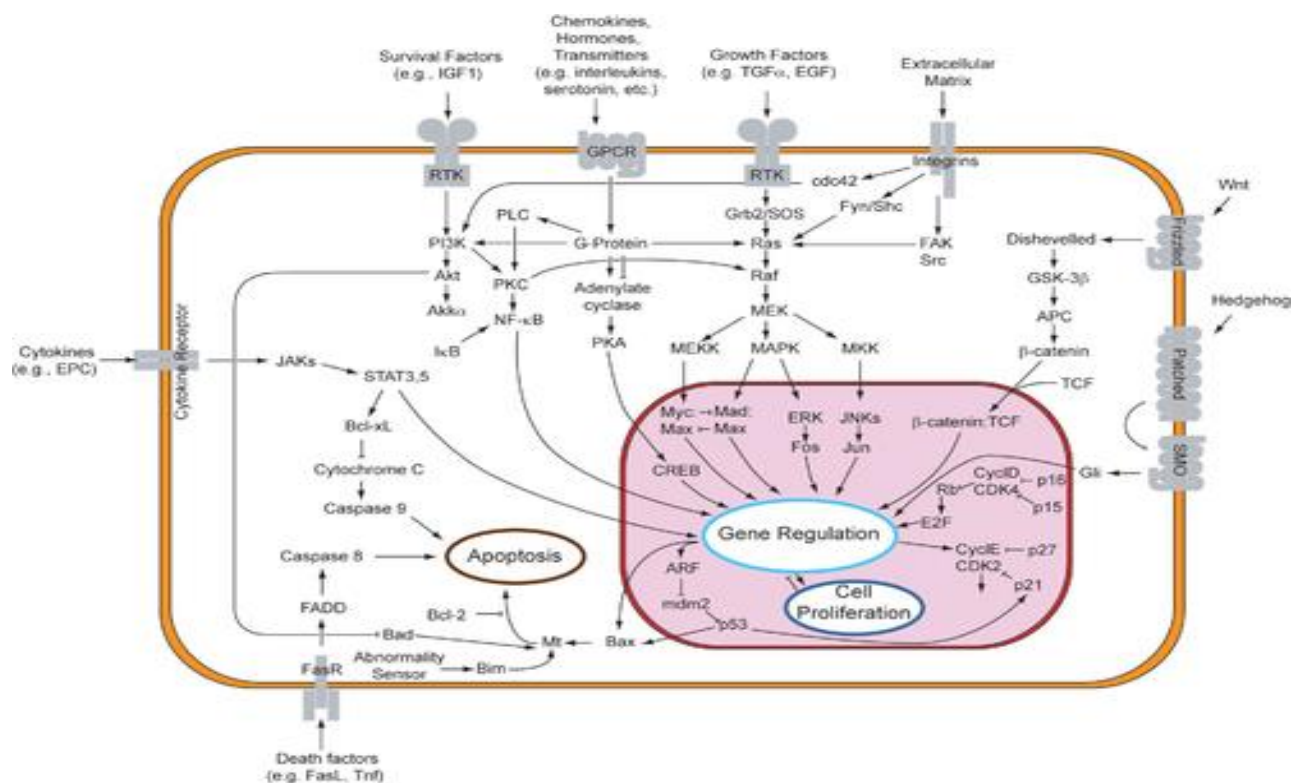 Survival Factors
(e.g., IGF1)
Chemokines,
Hormones,
Transmitters
(e.g. interleukins,
serotonin, etc.)
Growth Factors
(e.g. TGFα, EGF)
Extracellular
Matrix
RTK
GPCR
RTK
Integrins
cdc42
Wnt
PLC
Grb2/SOS
Fyn/Shc
Frizzled
PI3K
G-Protein
Ras
FAK
Src
Dishevelled
Akt
PKC
Adenylate
cyclase
Raf
GSK-3β
Akkα
NF-κB
MEK
APC
Hedgehog
Cytokines
(e.g., EPC)
Cytokine Receptor
JAKs
IκB
PKA
MEKK
MAPK
MKK
β-catenin
Patched
STAT3,5
TCF
Bcl-xL
Myc:
Mad:
Max
Max
ERK
JNKs
β-catenin:TCF
Fos
Jun
Cytochrome C
CREB
Gli
SMO
CyclD
p16
Rb
CDK4
p15
Caspase 9
E2F
Gene Regulation
Caspase 8
Apoptosis
CyclE
p27
CDK2
p21
ARF
FADD
mdm2
Cell
Proliferation
Bcl-2
p53
Bad
Mt
Bax
Abnormality
Sensor
Bim
FasR
Death factors
(e.g. FasL, Tnf)